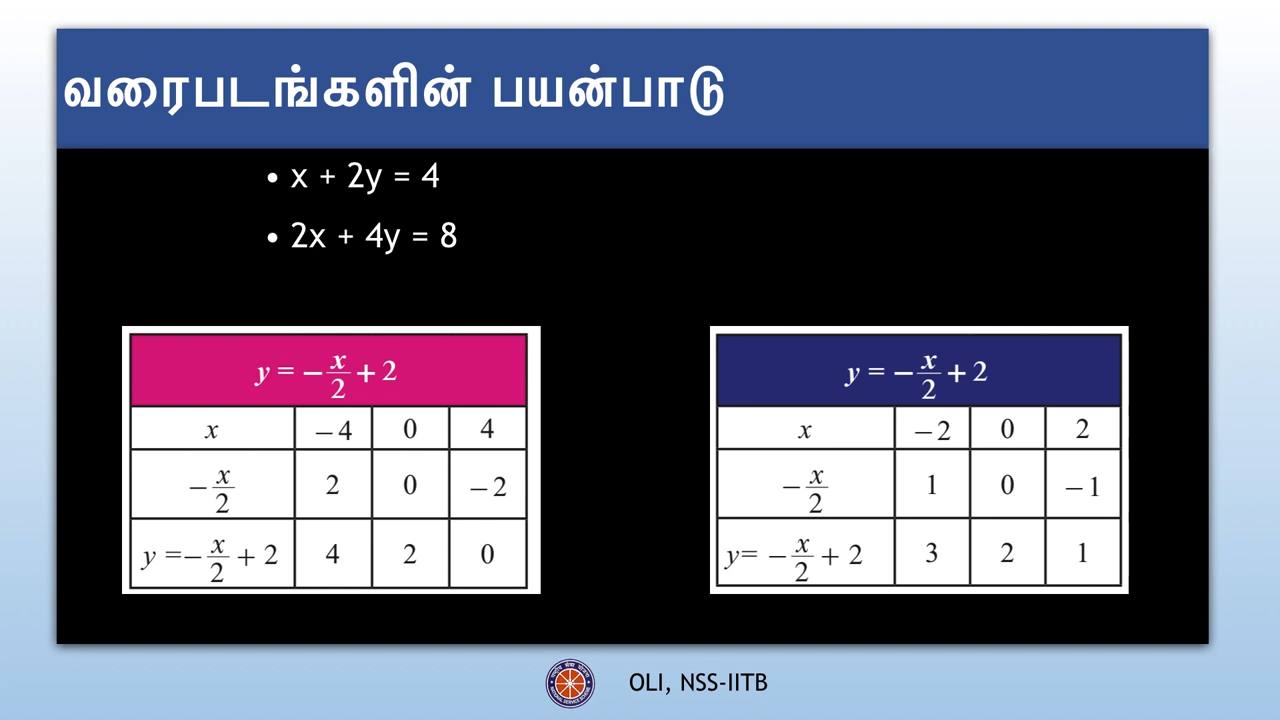 வரைபடங்களின் பயன்பாடு
• x + 2y = 4
• 2x + 4y = 8
y = −x/2 + 2
x −4 0 4
−x/2 2 0 −2
y =−x/2 + 2 4 2 0
y = −x/2 + 2
x −2 0 2
−x/2 1 0 −1
y= −x/2 + 2 3 2 1
OLI, NSS-IITB